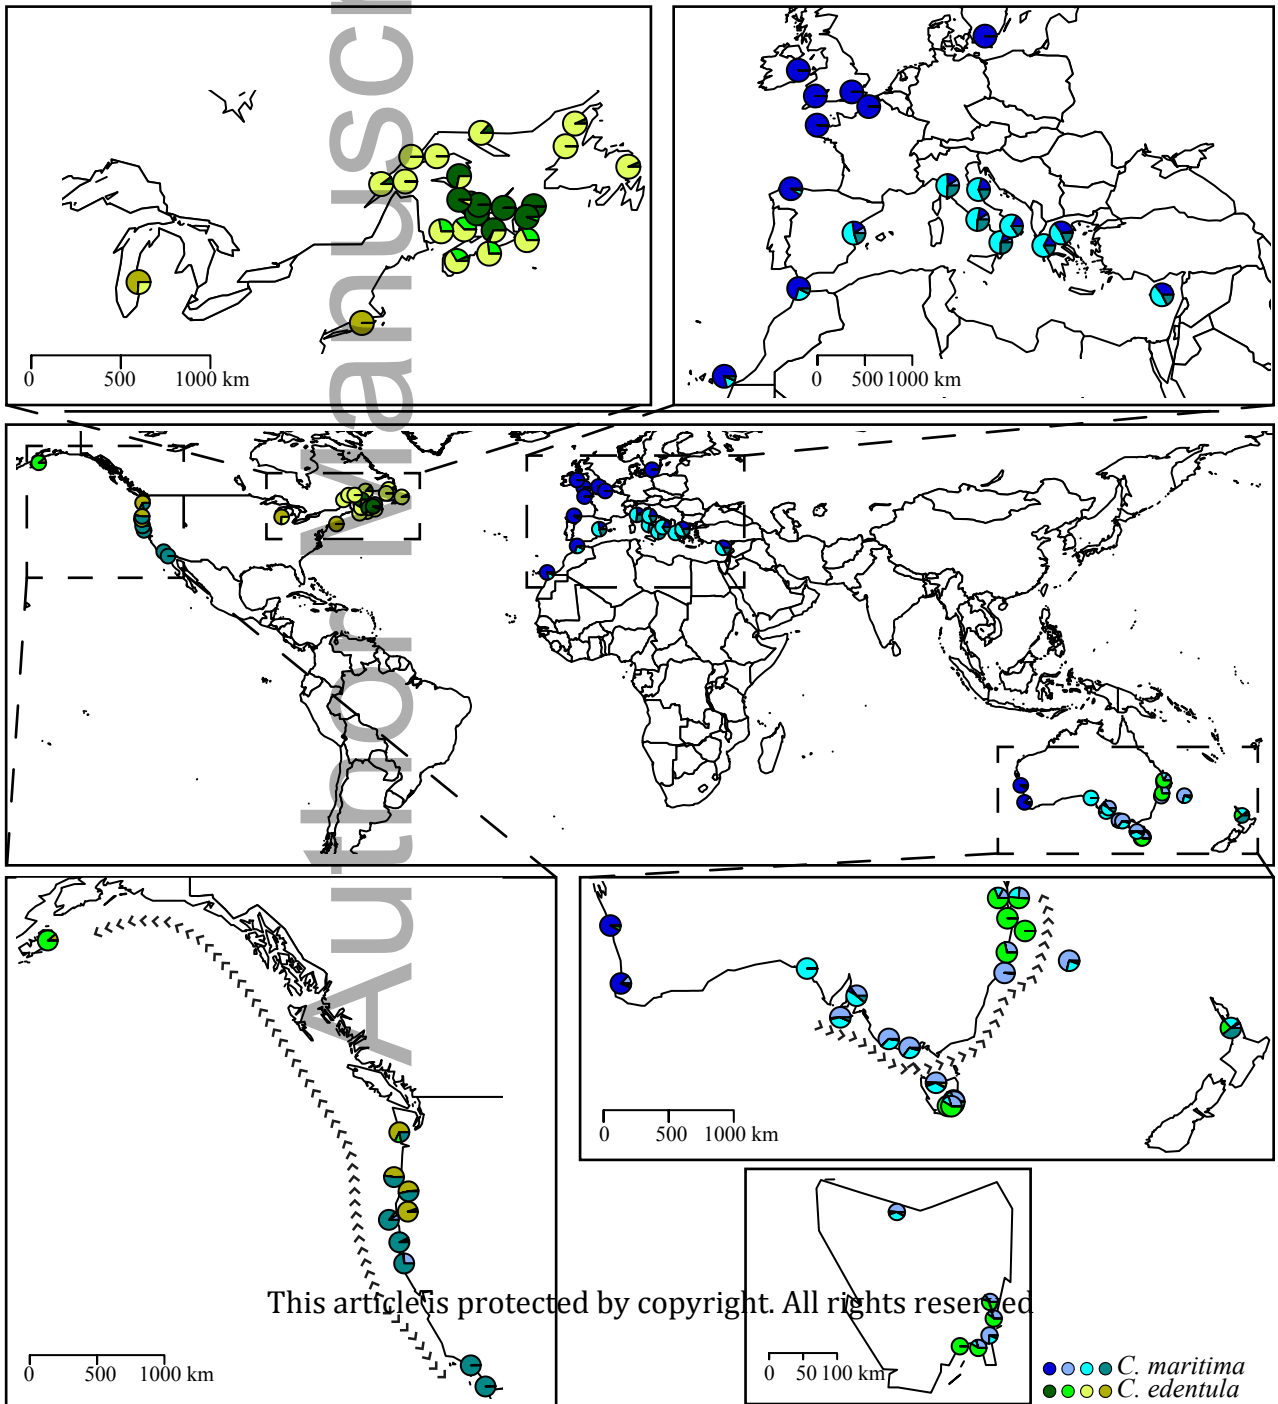 0 500 1000 km
0 500 1000 km
0 500 1000 km
0 500 1000 km
0 50 100 km
C. maritima
C. edentula
Author Manuscr
This article is protected by copyright. All rights reserved